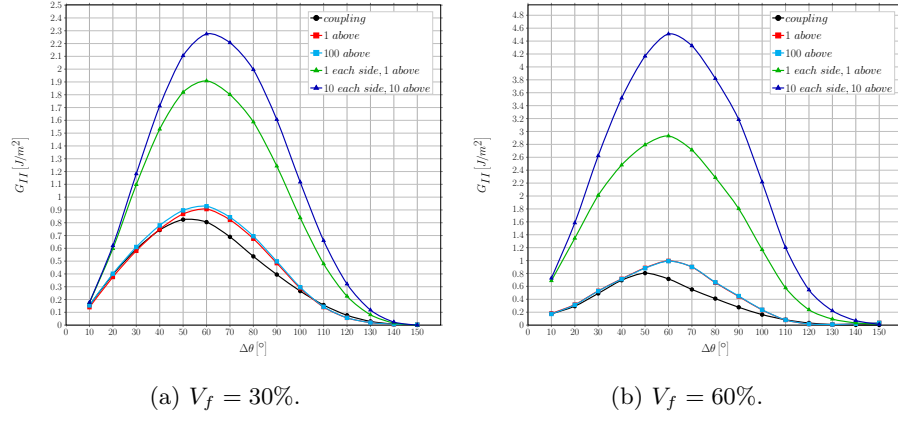 2.5
2.4
2.3
2.2
2.1
2
1.9
1.8
1.7
1.6
1.5
1.4
1.3
1.2
1.1
1
0.9
0.8
0.7
0.6
0.5
0.4
0.3
0.2
0.1
0
G_{II} [J/m²]
coupling
1 above
100 above
1 each side, 1 above
10 each side, 10 above
0 10 20 30 40 50 60 70 80 90 100 110 120 130 140 150
Δθ [°]
(a) V_f = 30%.
4.8
4.6
4.4
4.2
4
3.8
3.6
3.4
3.2
3
2.8
2.6
2.4
2.2
2
1.8
1.6
1.4
1.2
1
0.8
0.6
0.4
0.2
0
G_{II} [J/m²]
coupling
1 above
100 above
1 each side, 1 above
10 each side, 10 above
0 10 20 30 40 50 60 70 80 90 100 110 120 130 140 150
Δθ [°]
(b) V_f = 60%.